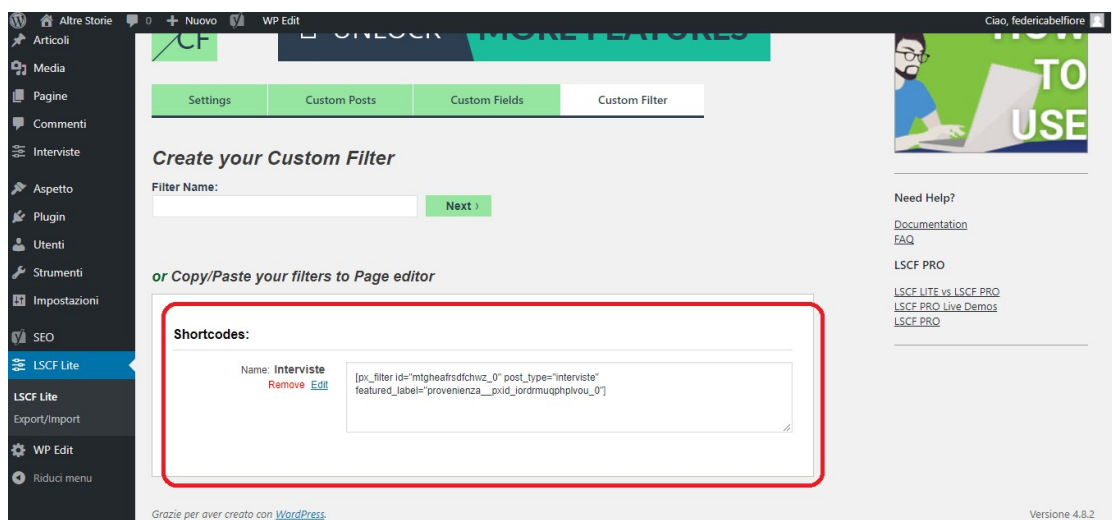 Altre Storie 0 Nuovo WP Edit Ciao, federicabelfiore
Articoli
Media
Pagine
Commenti
Interviste
Aspetto
Plugin
Utenti
Strumenti
Impostazioni
SEO
LSCF Lite
LSCF Lite
Export/Import
WP Edit
Riduci menu
CF
UNLOCK MORE FEATURES
Settings Custom Posts Custom Fields Custom Filter
Create your Custom Filter
Filter Name:
Next ›
or Copy/Paste your filters to Page editor
Shortcodes:
Name: Interviste
Remove Edit
[px_filter id="mtgheafrsdfchwz_0" post_type="interviste"
featured_label="provenienza__pxid_iordrmuqphplvou_0"]
HOW
TO
USE
Need Help?
Documentation
FAQ
LSCF PRO
LSCF LITE vs LSCF PRO
LSCF PRO Live Demos
LSCF PRO
Grazie per aver creato con WordPress.
Versione 4.8.2